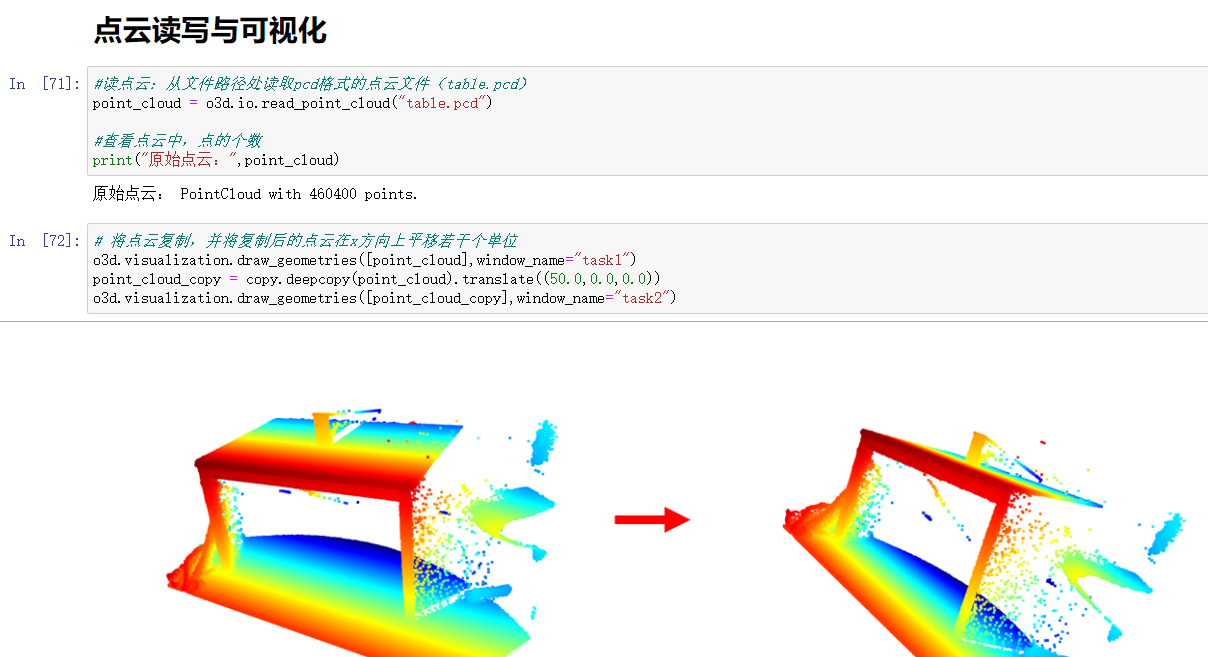 点云读写与可视化
In [71]: #读点云：从文件路径处读取pcd格式的点云文件（table.pcd）
point_cloud = o3d.io.read_point_cloud("table.pcd")
#查看点云中，点的个数
print("原始点云：",point_cloud)
原始点云： PointCloud with 460400 points.
In [72]: # 将点云复制，并将复制后的点云在x方向上平移若干个单位
o3d.visualization.draw_geometries([point_cloud],window_name="task1")
point_cloud_copy = copy.deepcopy(point_cloud).translate((50.0,0.0,0.0))
o3d.visualization.draw_geometries([point_cloud_copy],window_name="task2")